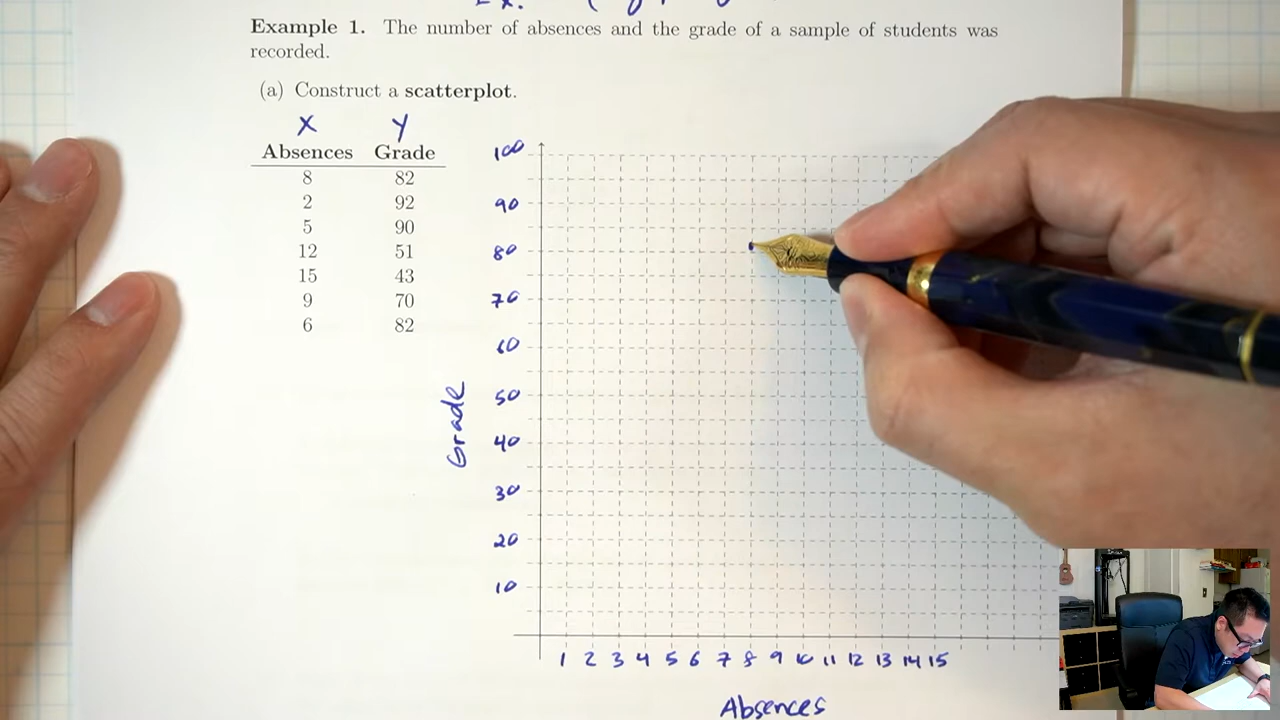 Example 1. The number of absences and the grade of a sample of students was
recorded.
(a) Construct a scatterplot.
X Y
Absences Grade
8 82
2 92
5 90
12 51
15 43
9 70
6 82
100
90
80
70
60
50
40
30
20
10
Grade
1 2 3 4 5 6 7 8 9 10 11 12 13 14 15
Absences